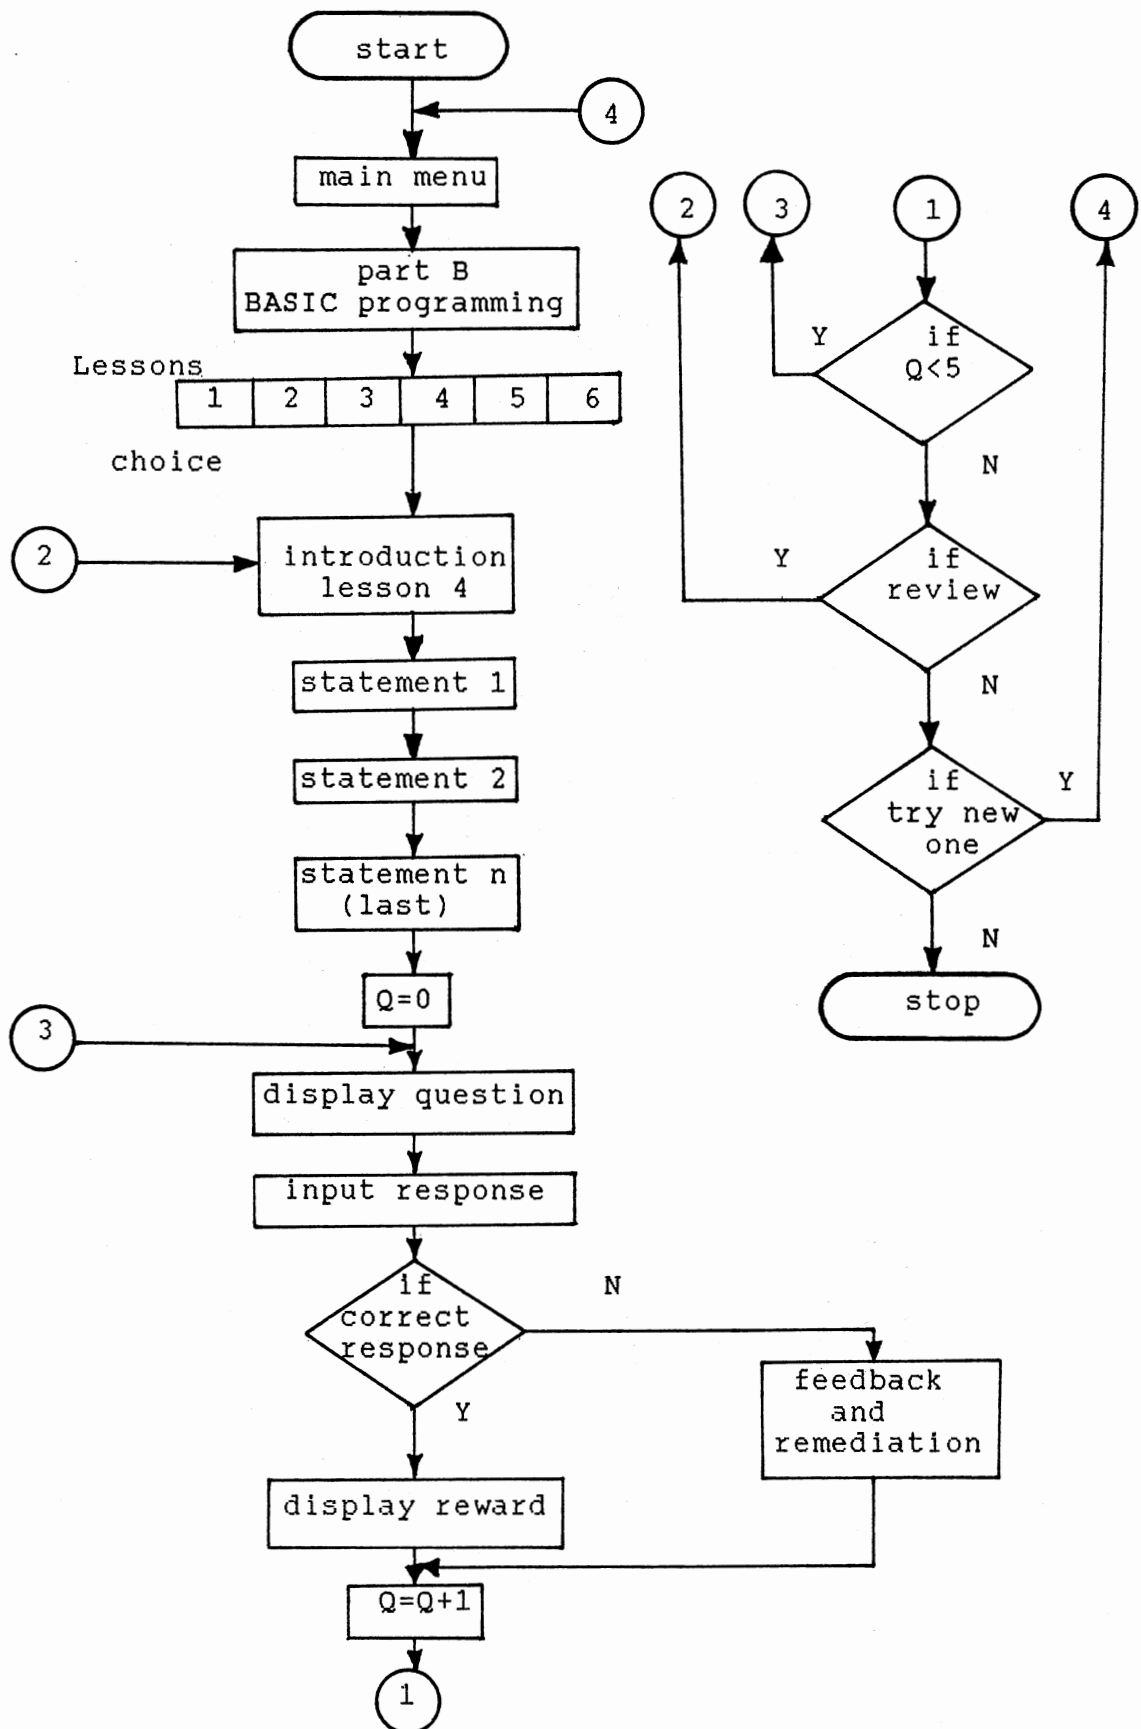 start
4
main menu
part B
BASIC programming
Lessons
1 2 3 4 5 6
choice
2
introduction
lesson 4
statement 1
statement 2
statement n
(last)
Q=0
3
display question
input response
if
correct
response
N
Y
feedback
and
remediation
display reward
Q=Q+1
1
2
3
1
4
if
Q<5
Y
N
if
review
Y
N
if
try new
one
Y
N
stop